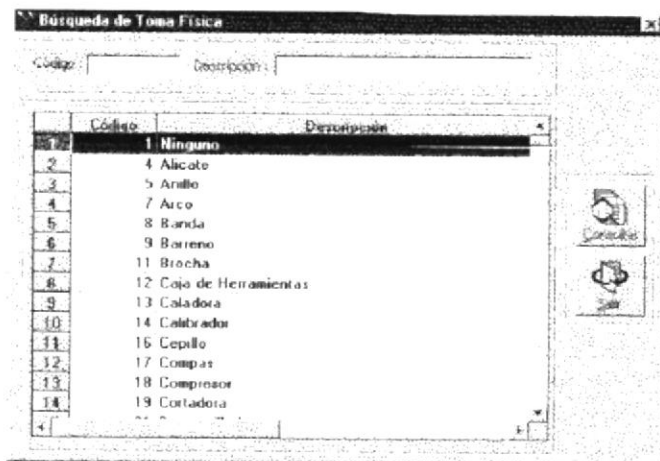 Búsqueda de Toma Física
Código: Descripción:
Código Descripción
1 1 Ninguno
2 4 Alicate
3 5 Anillo
4 7 Arco
5 8 Banda
6 9 Barreno
7 11 Brocha
8 12 Caja de Herramientas
9 13 Caladora
10 14 Calibrador
11 16 Cepillo
12 17 Compas
13 18 Compresor
14 19 Cortadora
Consultar
Salir